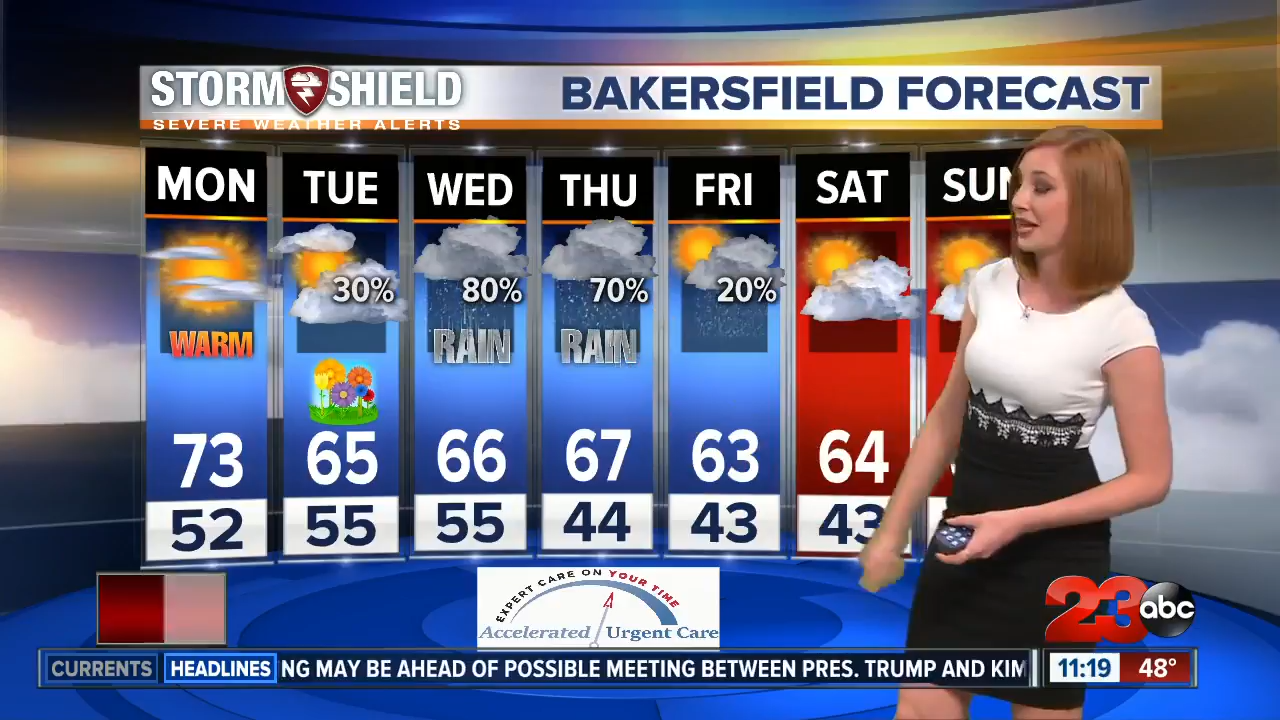 STORM SHIELD
SEVERE WEATHER ALERTS
BAKERSFIELD FORECAST
MON TUE WED THU FRI SAT SUN
30% 80% 70% 20%
WARM RAIN RAIN
73 65 66 67 63 64
52 55 55 44 43 43
EXPERT CARE ON YOUR TIME
Accelerated Urgent Care
23 abc
CURRENTS HEADLINES NG MAY BE AHEAD OF POSSIBLE MEETING BETWEEN PRES. TRUMP AND KIM 11:19 48°